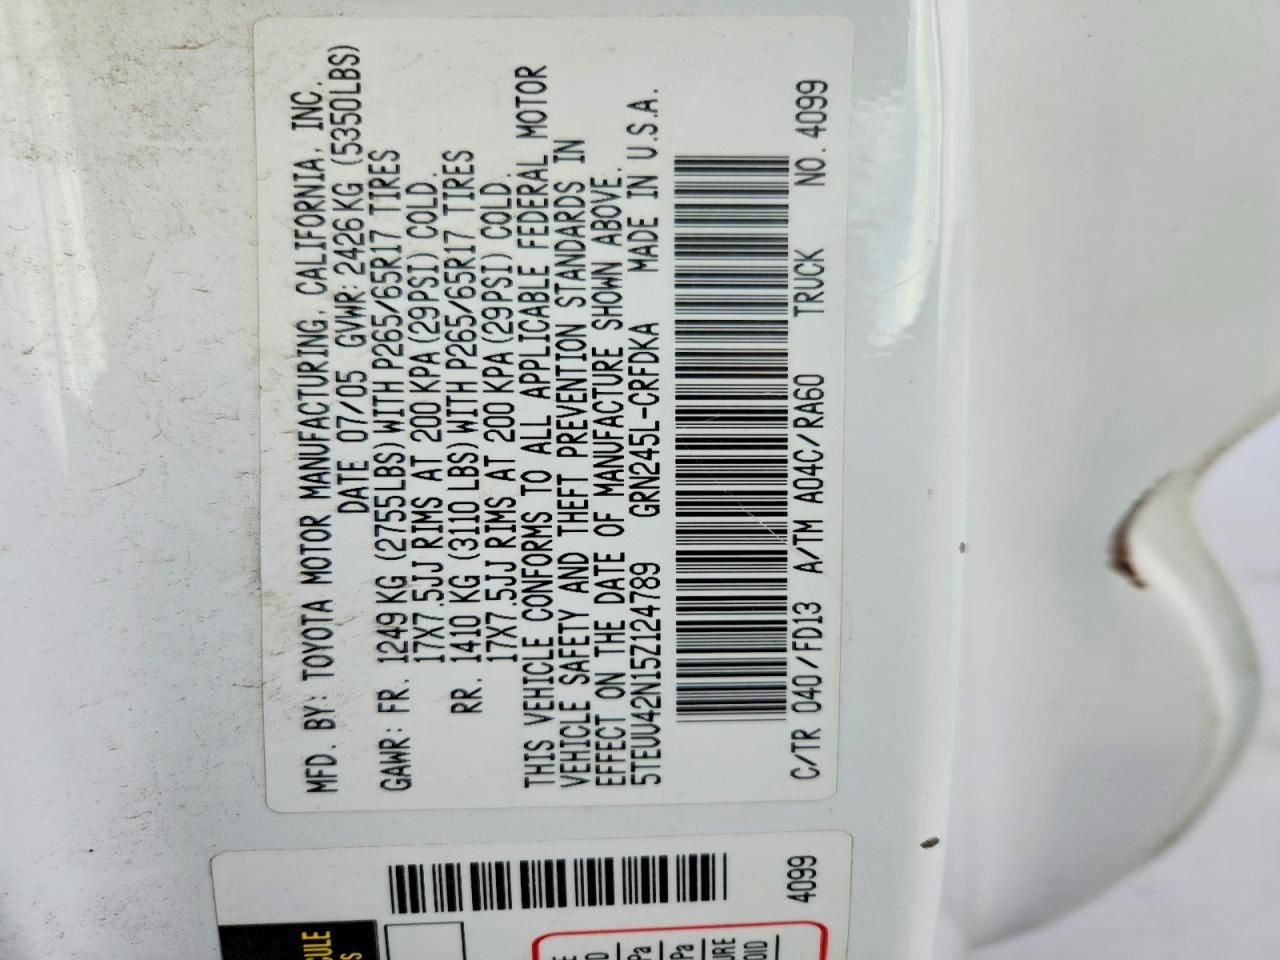 MFD. BY: TOYOTA MOTOR MANUFACTURING, CALIFORNIA, INC.
DATE 07/05 GVWR: 2426 KG (5350LBS)
GAWR: FR. 1249 KG (2755LBS) WITH P265/65R17 TIRES
17X7.5JJ RIMS AT 200 KPA (29PSI) COLD.
RR. 1410 KG (3110 LBS) WITH P265/65R17 TIRES
17X7.5JJ RIMS AT 200 KPA (29PSI) COLD.
THIS VEHICLE CONFORMS TO ALL APPLICABLE FEDERAL MOTOR
VEHICLE SAFETY AND THEFT PREVENTION STANDARDS IN
EFFECT ON THE DATE OF MANUFACTURE SHOWN ABOVE.
5TEUU42N15Z124789 GRN245L-CRFDKA MADE IN U.S.A.
C/TR 040/FD13 A/TM A04C/RA60 TRUCK NO. 4099
4099